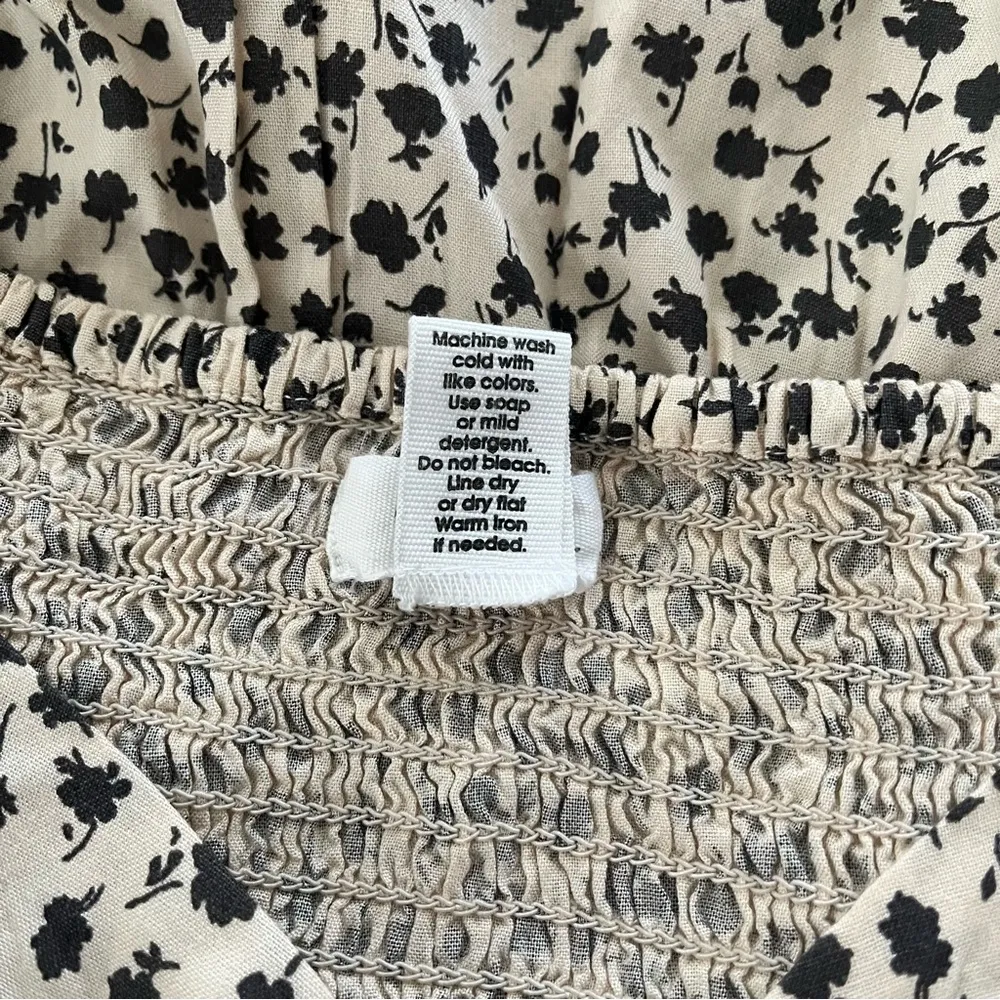 Machine wash
cold with
like colors.
Use soap
or mild
detergent.
Do not bleach.
Line dry
or dry flat
Warm iron
if needed.